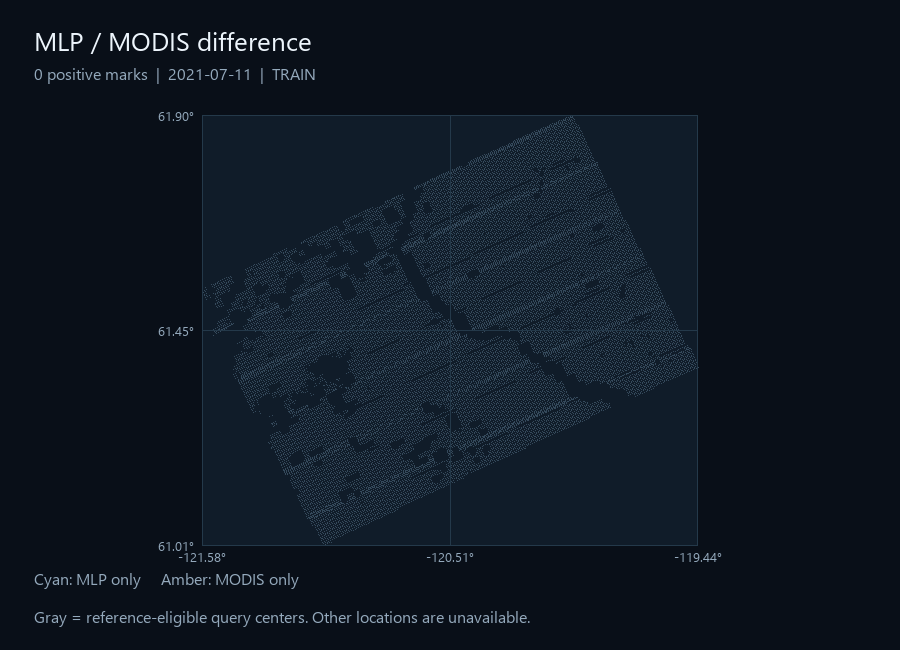 MLP / MODIS difference
0 positive marks | 2021-07-11 | TRAIN
61.90°
61.45°
61.01°
-121.58° -120.51° -119.44°
Cyan: MLP only Amber: MODIS only
Gray = reference-eligible query centers. Other locations are unavailable.